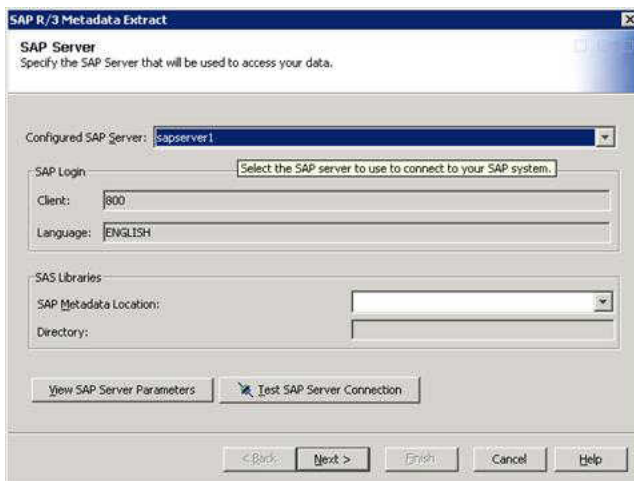 SAP R/3 Metadata Extract
SAP Server
Specify the SAP Server that will be used to access your data.
Configured SAP Server: sapserver1
Select the SAP server to use to connect to your SAP system.
SAP Login
Client: 800
Language: ENGLISH
SAS Libraries
SAP Metadata Location:
Directory:
View SAP Server Parameters
Test SAP Server Connection
< Back Next > Finish Cancel Help